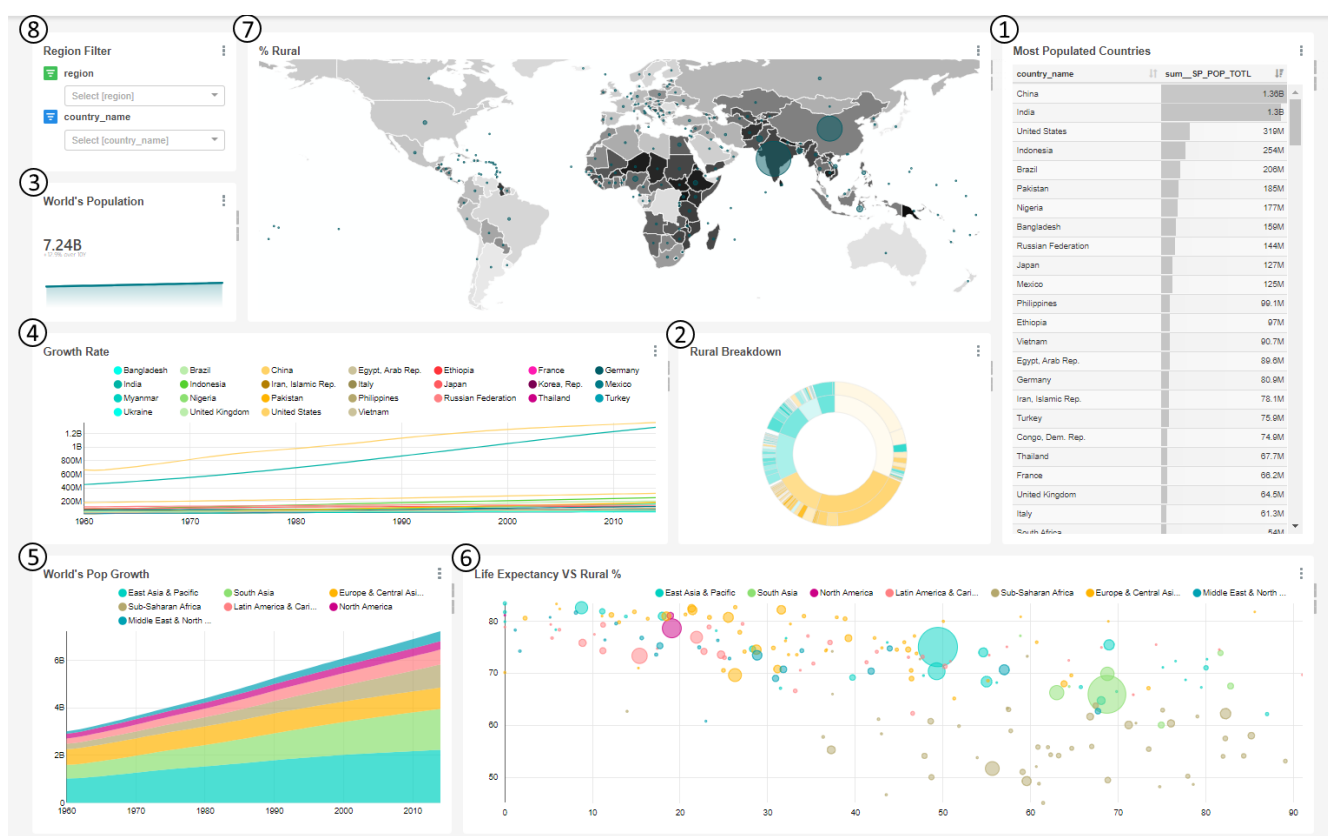 ⑧
Region Filter
region
Select [region]
country_name
Select [country_name]
⑦
% Rural
①
Most Populated Countries
country_name sum__SP_POP_TOTL
China 1.36B
India 1.3B
United States 319M
Indonesia 254M
Brazil 206M
Pakistan 185M
Nigeria 177M
Bangladesh 159M
Russian Federation 144M
Japan 127M
Mexico 125M
Philippines 99.1M
Ethiopia 97M
Vietnam 90.7M
Egypt, Arab Rep. 89.6M
Germany 80.9M
Iran, Islamic Rep. 78.1M
Turkey 75.9M
Congo, Dem. Rep. 74.9M
Thailand 67.7M
France 66.2M
United Kingdom 64.5M
Italy 61.3M
South Africa 54M
③
World's Population
7.24B
④
Growth Rate
Bangladesh Brazil China Egypt, Arab Rep. Ethiopia France Germany
India Indonesia Iran, Islamic Rep. Italy Japan Korea, Rep. Mexico
Myanmar Nigeria Pakistan Philippines Russian Federation Thailand Turkey
Ukraine United Kingdom United States Vietnam
1.2B
1B
800M
600M
400M
200M
1960 1970 1980 1990 2000 2010
②
Rural Breakdown
⑤
World's Pop Growth
East Asia & Pacific South Asia Europe & Central Asi...
Sub-Saharan Africa Latin America & Cari... North America
Middle East & North ...
6B
4B
2B
0
1960 1970 1980 1990 2000 2010
⑥
Life Expectancy VS Rural %
East Asia & Pacific South Asia North America Latin America & Cari... Sub-Saharan Africa Europe & Central Asi... Middle East & North ...
80
70
60
50
0 10 20 30 40 50 60 70 80 90